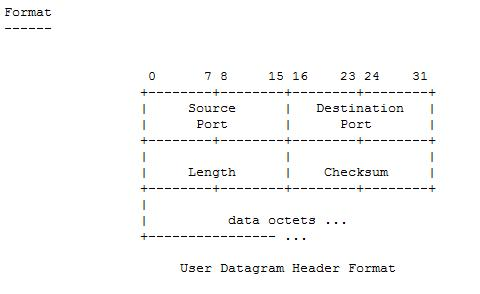 Format
------
0      7 8     15 16    23 24    31
+--------+--------+--------+--------+
|     Source      |   Destination   |
|      Port       |      Port       |
+--------+--------+--------+--------+
|                 |                 |
|     Length      |    Checksum     |
+--------+--------+--------+--------+
|
|          data octets ...
+---------------- ...
User Datagram Header Format